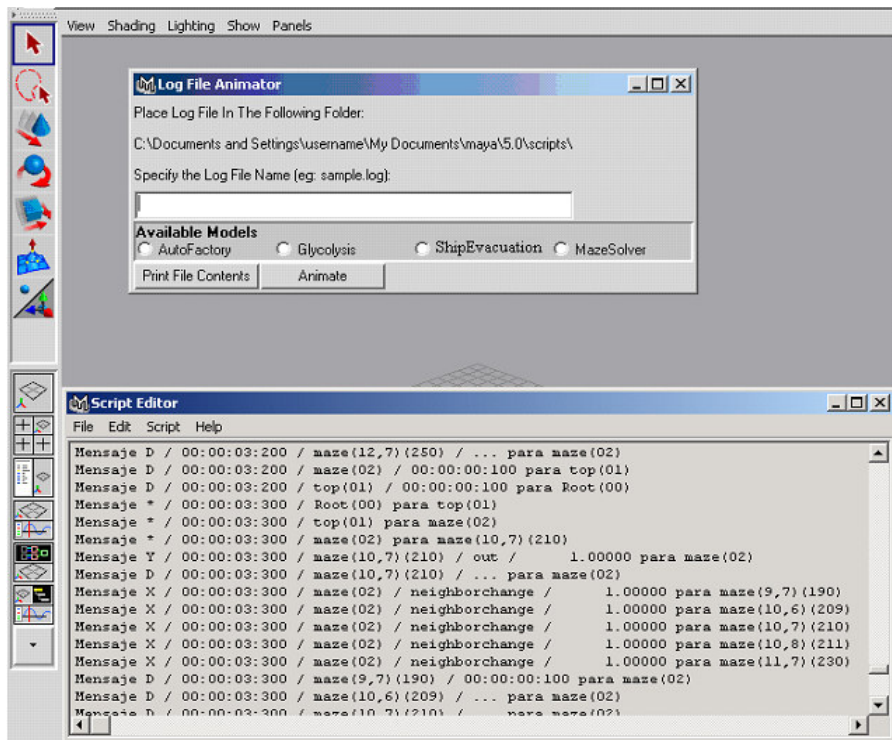 View Shading Lighting Show Panels
Log File Animator
Place Log File In The Following Folder:
C:\Documents and Settings\username\My Documents\maya\5.0\scripts\
Specify the Log File Name (eg: sample.log):
Available Models
AutoFactory Glycolysis ShipEvacuation MazeSolver
Print File Contents Animate
Script Editor
File Edit Script Help
Mensaje D / 00:00:03:200 / maze(12,7)(250) / ... para maze(02)
Mensaje D / 00:00:03:200 / maze(02) / 00:00:00:100 para top(01)
Mensaje D / 00:00:03:200 / top(01) / 00:00:00:100 para Root(00)
Mensaje * / 00:00:03:300 / Root(00) para top(01)
Mensaje * / 00:00:03:300 / top(01) para maze(02)
Mensaje * / 00:00:03:300 / maze(02) para maze(10,7)(210)
Mensaje Y / 00:00:03:300 / maze(10,7)(210) / out / 1.00000 para maze(02)
Mensaje D / 00:00:03:300 / maze(10,7)(210) / ... para maze(02)
Mensaje X / 00:00:03:300 / maze(02) / neighborchange / 1.00000 para maze(9,7)(190)
Mensaje X / 00:00:03:300 / maze(02) / neighborchange / 1.00000 para maze(10,6)(209)
Mensaje X / 00:00:03:300 / maze(02) / neighborchange / 1.00000 para maze(10,7)(210)
Mensaje X / 00:00:03:300 / maze(02) / neighborchange / 1.00000 para maze(10,8)(211)
Mensaje X / 00:00:03:300 / maze(02) / neighborchange / 1.00000 para maze(11,7)(230)
Mensaje D / 00:00:03:300 / maze(9,7)(190) / 00:00:00:100 para maze(02)
Mensaje D / 00:00:03:300 / maze(10,6)(209) / ... para maze(02)
Mensaje D / 00:00:03:300 / maze(10,7)(210) / ... para maze(02)